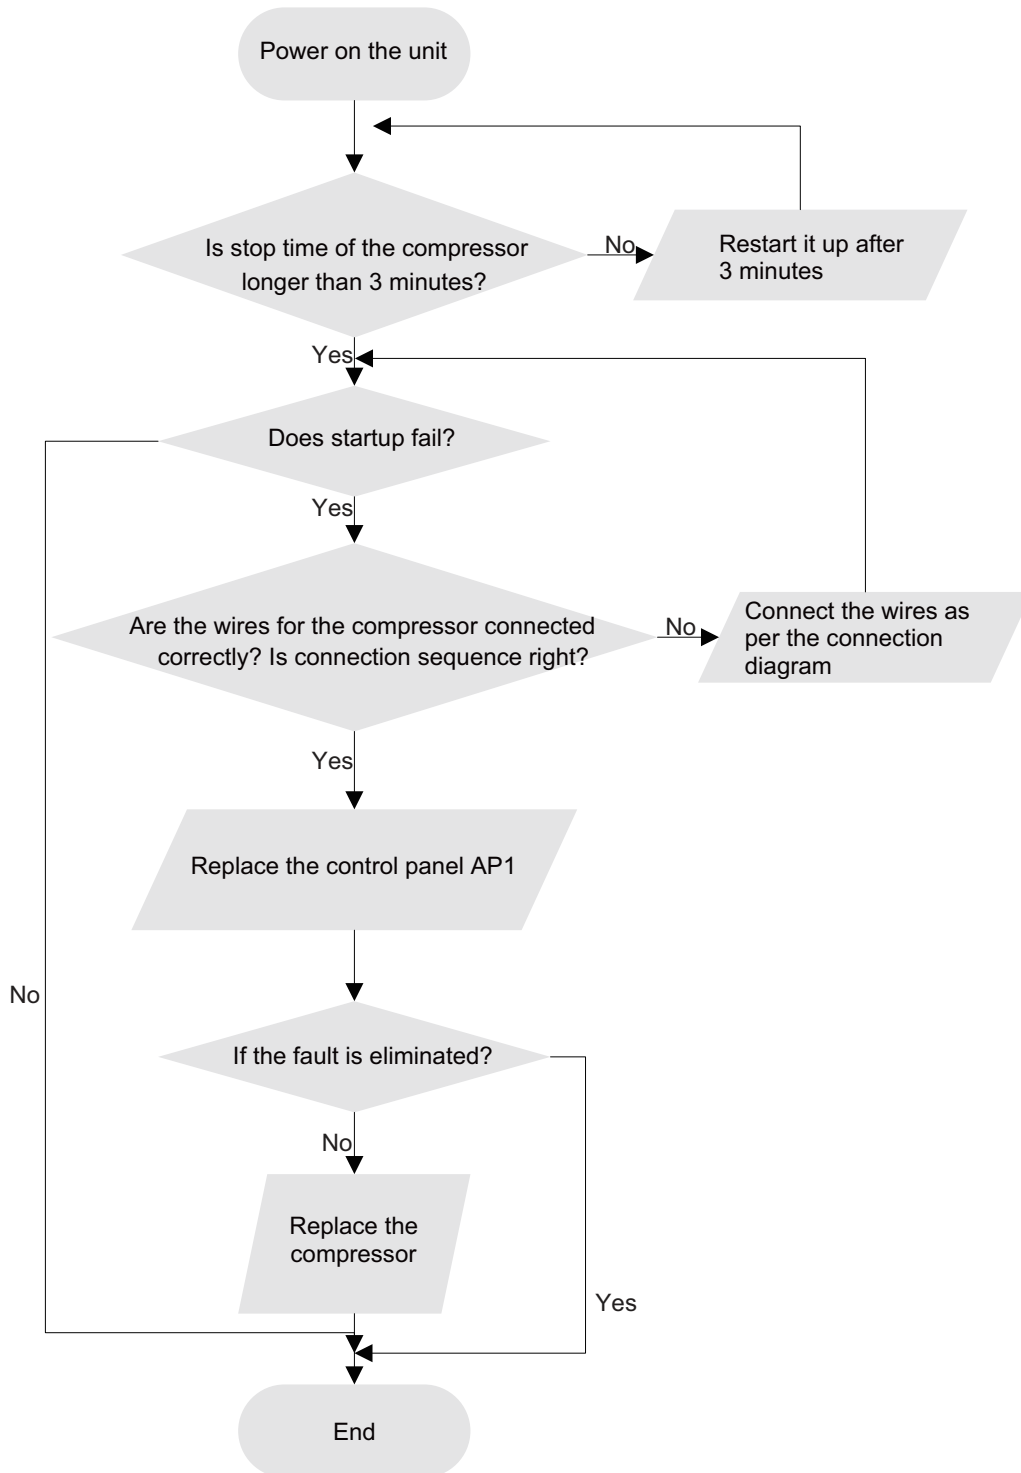 Power on the unit
Is stop time of the compressor
longer than 3 minutes?
No
Restart it up after
3 minutes
Yes
Does startup fail?
Yes
Are the wires for the compressor connected
correctly? Is connection sequence right?
No
Connect the wires as
per the connection
diagram
Yes
Replace the control panel AP1
No
If the fault is eliminated?
No
Replace the
compressor
Yes
End